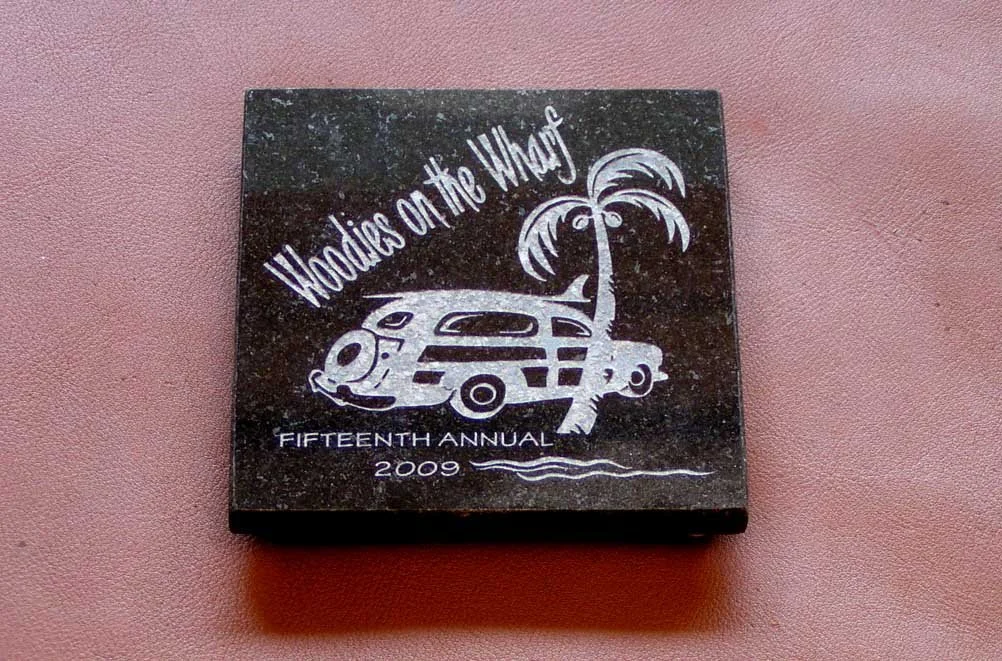 Woodies on the Wharf
FIFTEENTH ANNUAL
2009